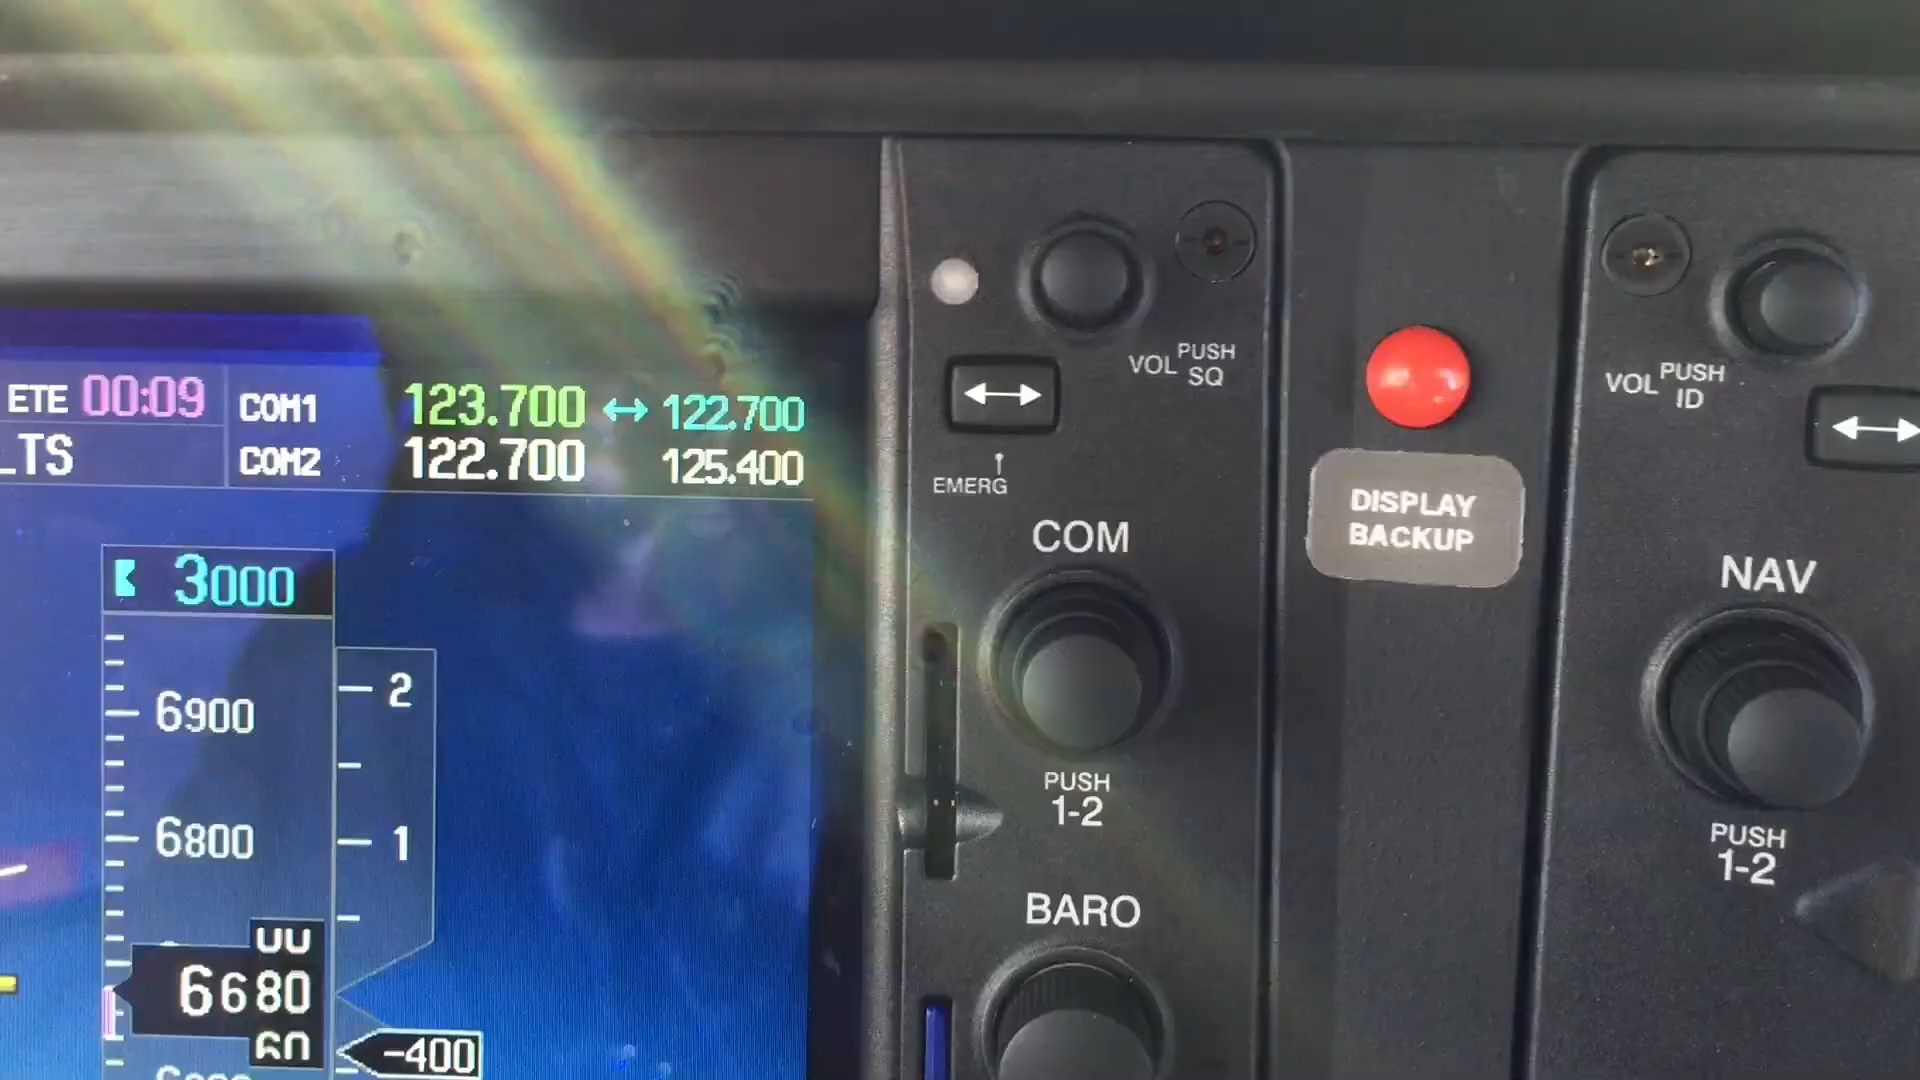 ETE 00:09
LTS
COM1 123.700 ↔ 122.700
COM2 122.700 125.400
3000
6900
6800
6680
2
1
-400
VOL PUSH SQ
EMERG
COM
PUSH
1-2
BARO
DISPLAY
BACKUP
VOL PUSH ID
NAV
PUSH
1-2